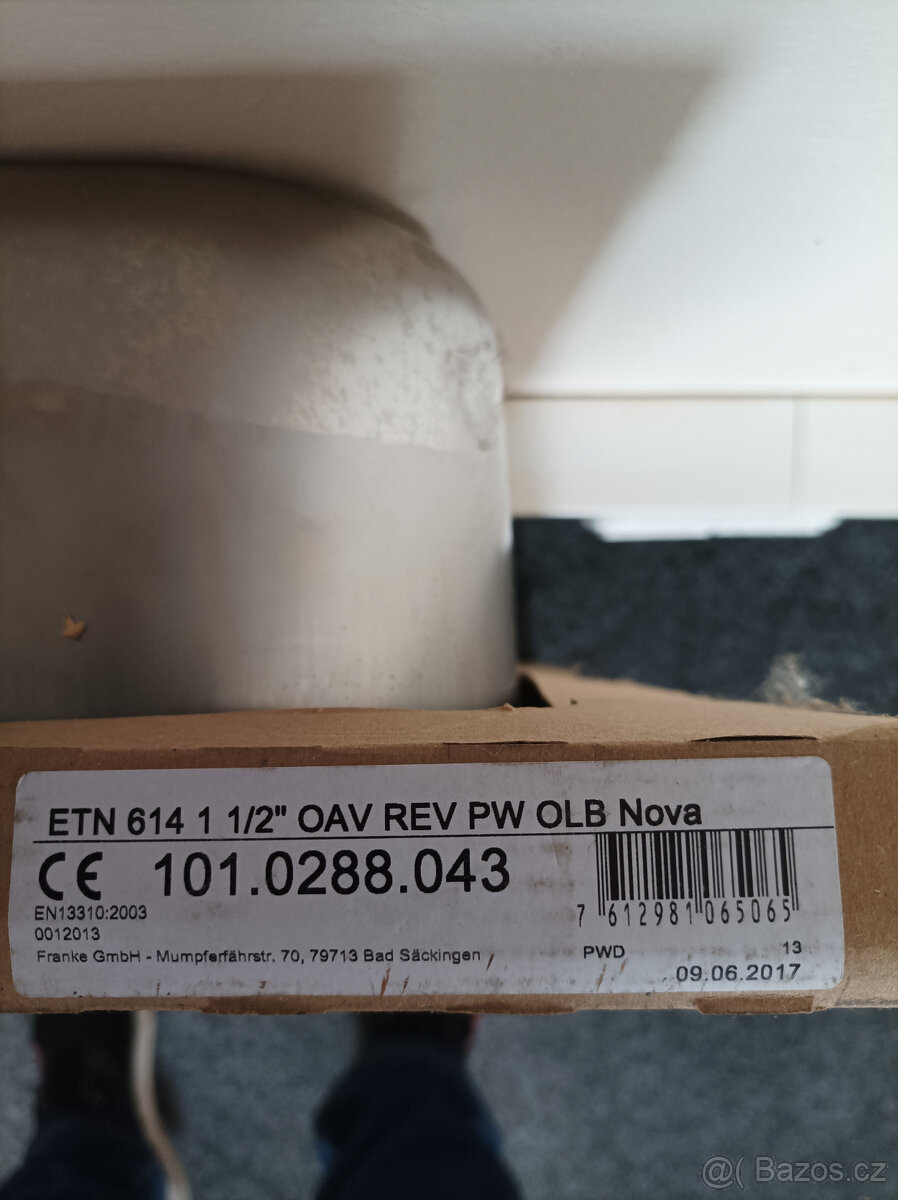 ETN 614 1 1/2" OAV REV PW OLB Nova
CE 101.0288.043
EN13310:2003
0012013
Franke GmbH - Mumpferfährstr. 70, 79713 Bad Säckingen
7 612981 065065
PWD 13
09.06.2017
@( Bazos.cz